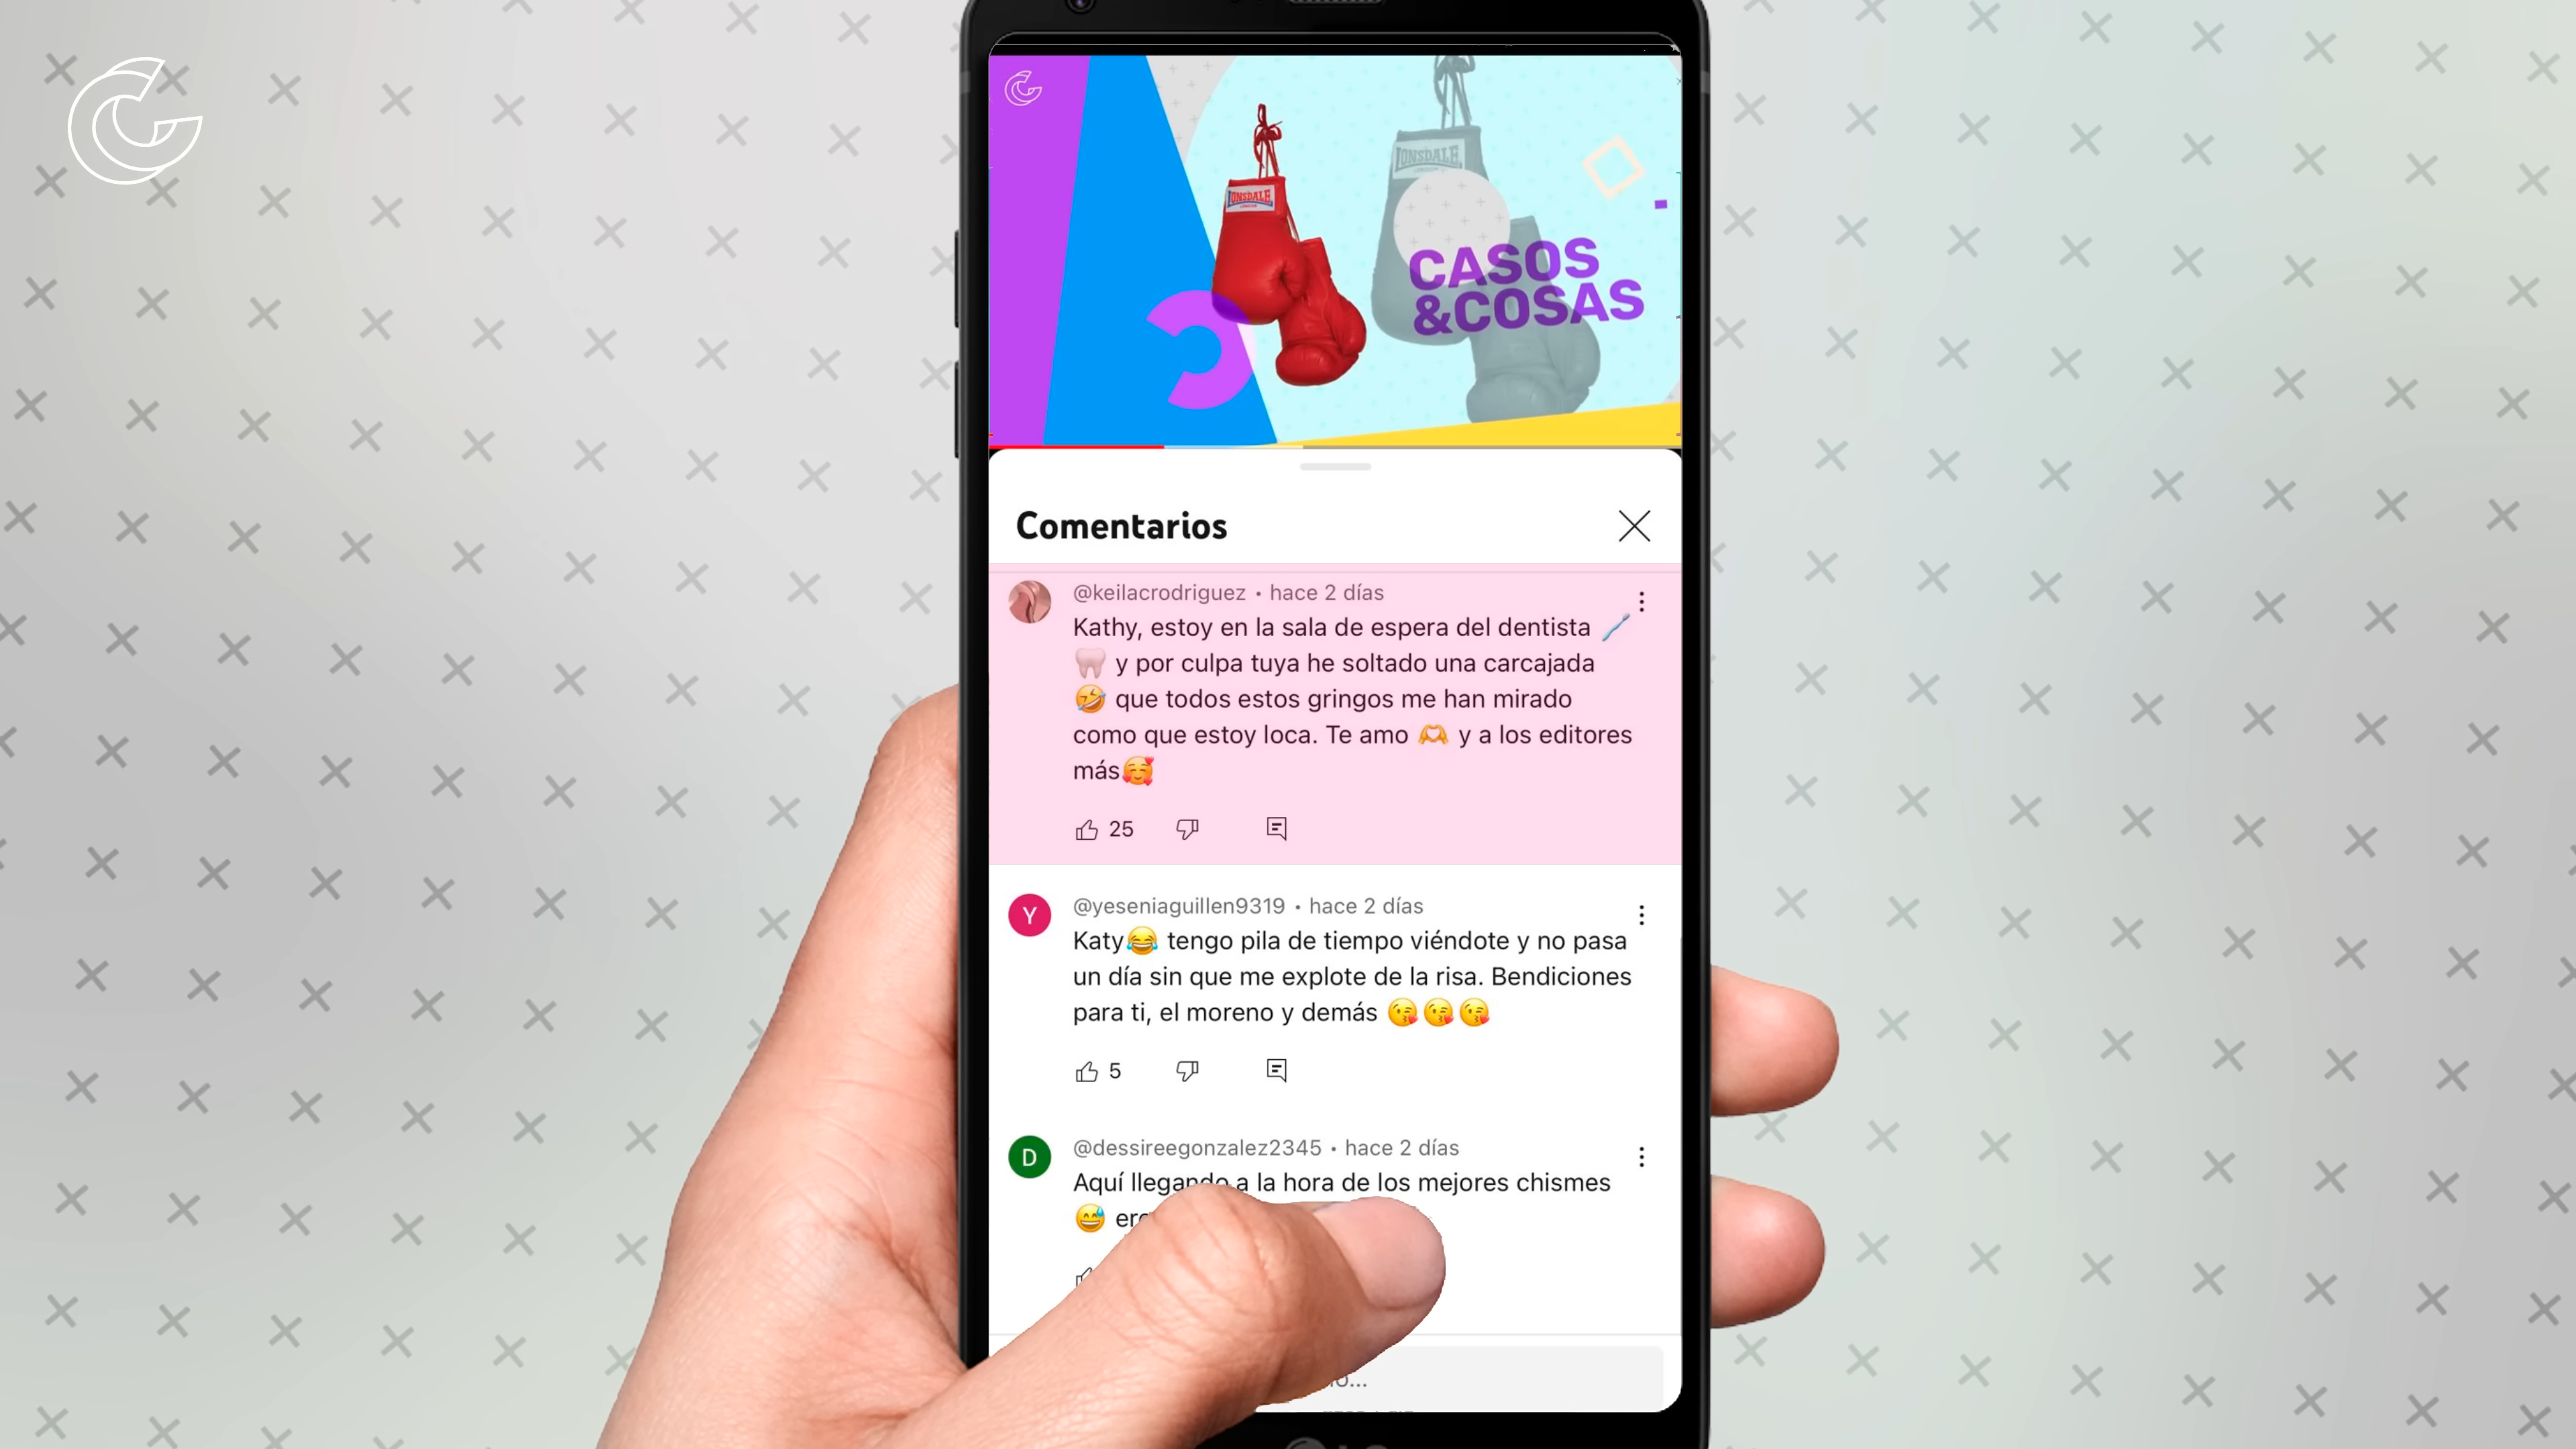 LONSDALE
LONDON
LONSDALE
CASOS
&COSAS
Comentarios
@keilacrodriguez • hace 2 días
Kathy, estoy en la sala de espera del dentista
🦷 y por culpa tuya he soltado una carcajada
🤣 que todos estos gringos me han mirado
como que estoy loca. Te amo 🫶 y a los editores
más🥰
25
Y
@yeseniaguillen9319 • hace 2 días
Katy😂 tengo pila de tiempo viéndote y no pasa
un día sin que me explote de la risa. Bendiciones
para ti, el moreno y demás 😘😘😘
5
D
@dessireegonzalez2345 • hace 2 días
Aquí llegando a la hora de los mejores chismes
😅